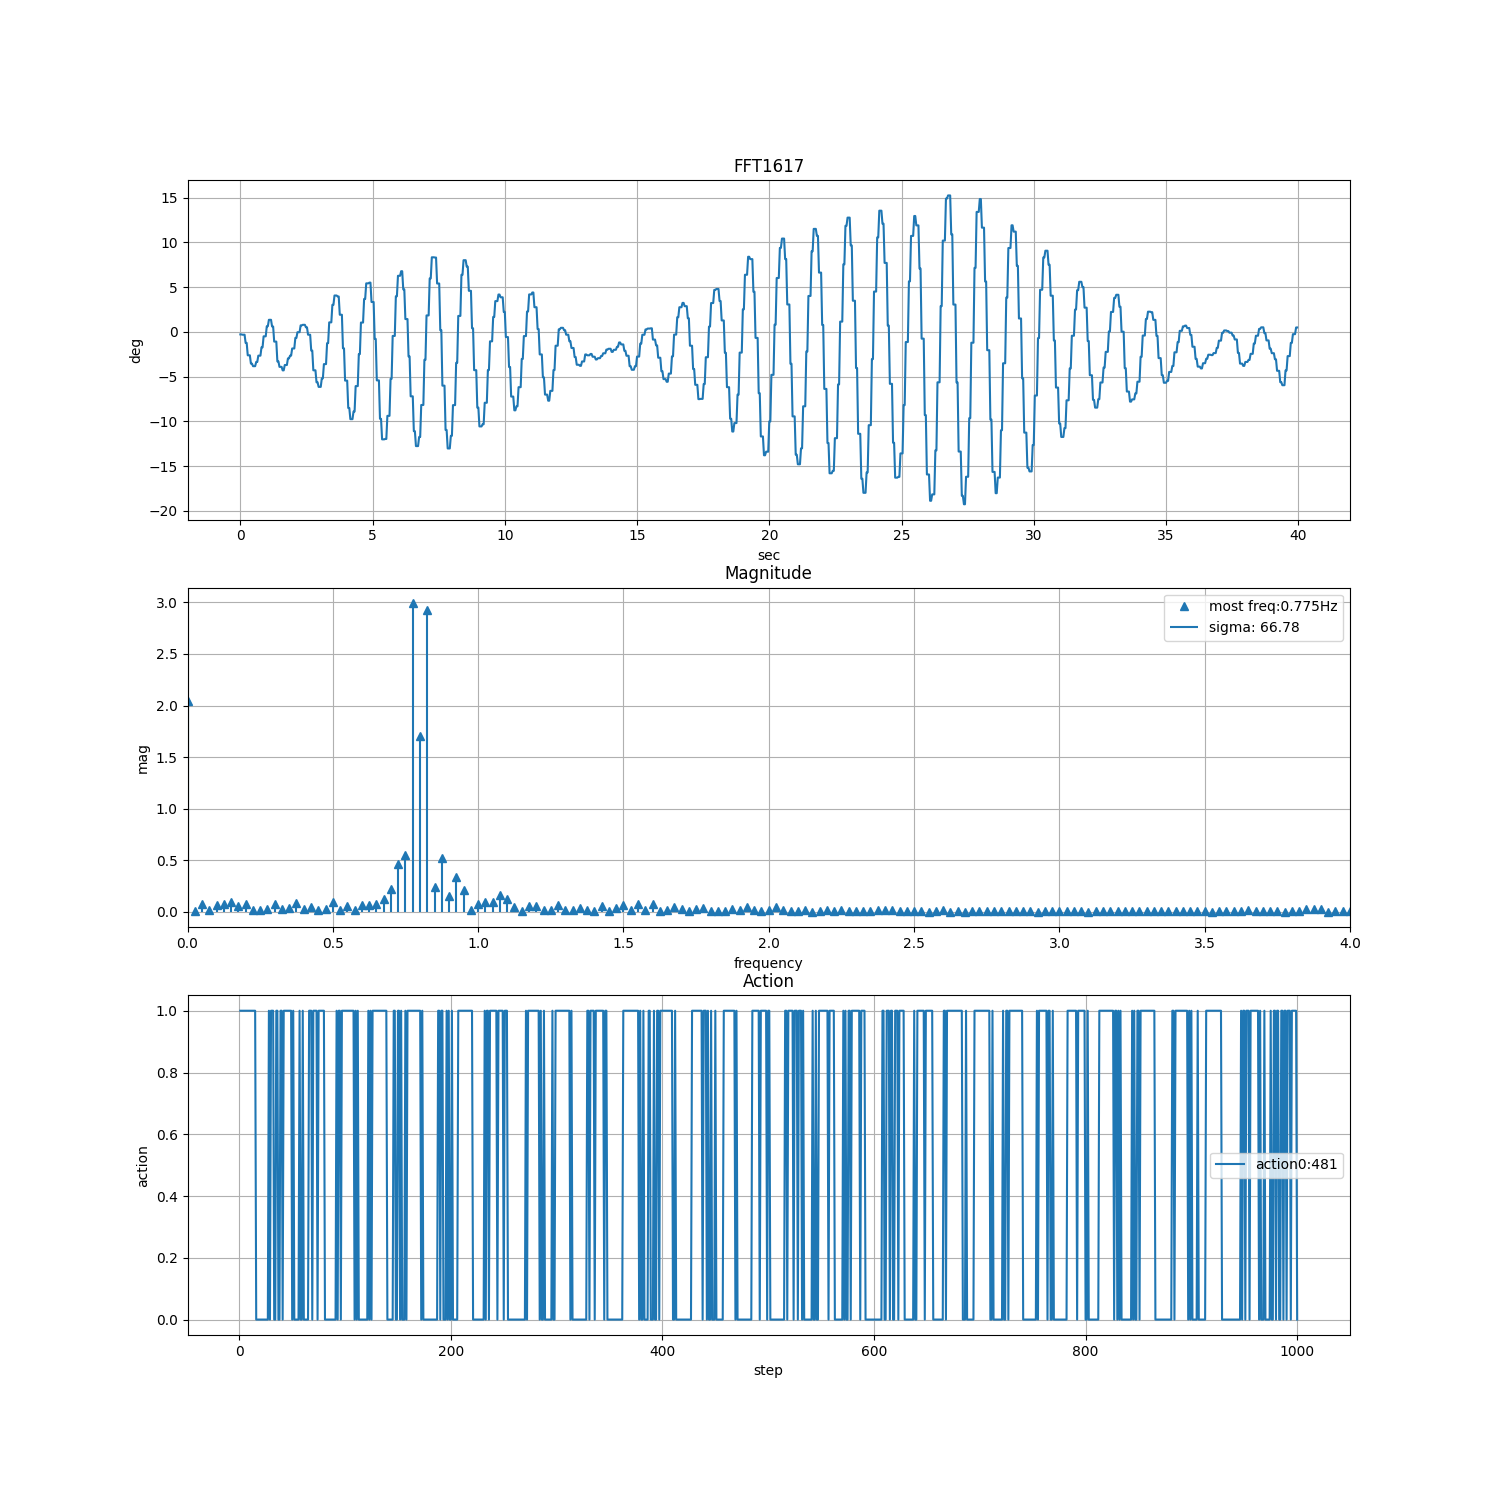 FFT1617
15
10
5
0
−5
−10
−15
−20
deg
0 5 10 15 20 25 30 35 40
sec
Magnitude
3.0
2.5
2.0
1.5
1.0
0.5
0.0
mag
most freq:0.775Hz
sigma: 66.78
0.0 0.5 1.0 1.5 2.0 2.5 3.0 3.5 4.0
frequency
Action
1.0
0.8
0.6
0.4
0.2
0.0
action
action0:481
0 200 400 600 800 1000
step